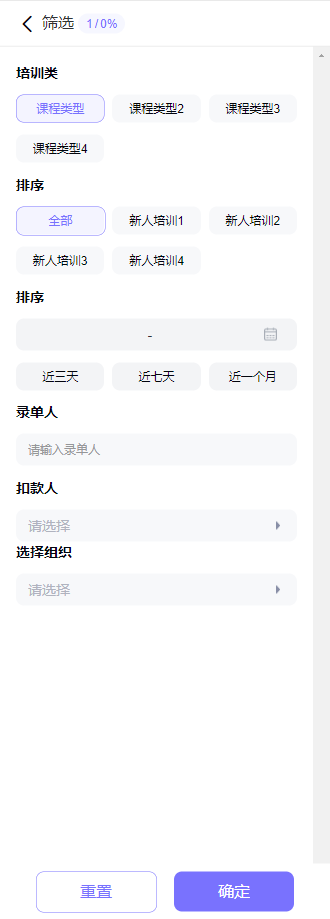 筛选 1/0%
培训类
课程类型 课程类型2 课程类型3
课程类型4
排序
全部 新人培训1 新人培训2
新人培训3 新人培训4
排序
-
近三天 近七天 近一个月
录单人
请输入录单人
扣款人
请选择
选择组织
请选择
重置 确定